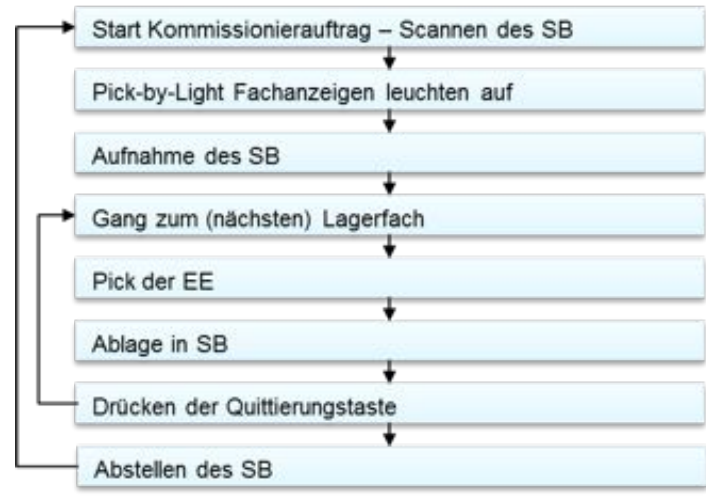 Start Kommissionierauftrag – Scannen des SB
Pick-by-Light Fachanzeigen leuchten auf
Aufnahme des SB
Gang zum (nächsten) Lagerfach
Pick der EE
Ablage in SB
Drücken der Quittierungstaste
Abstellen des SB